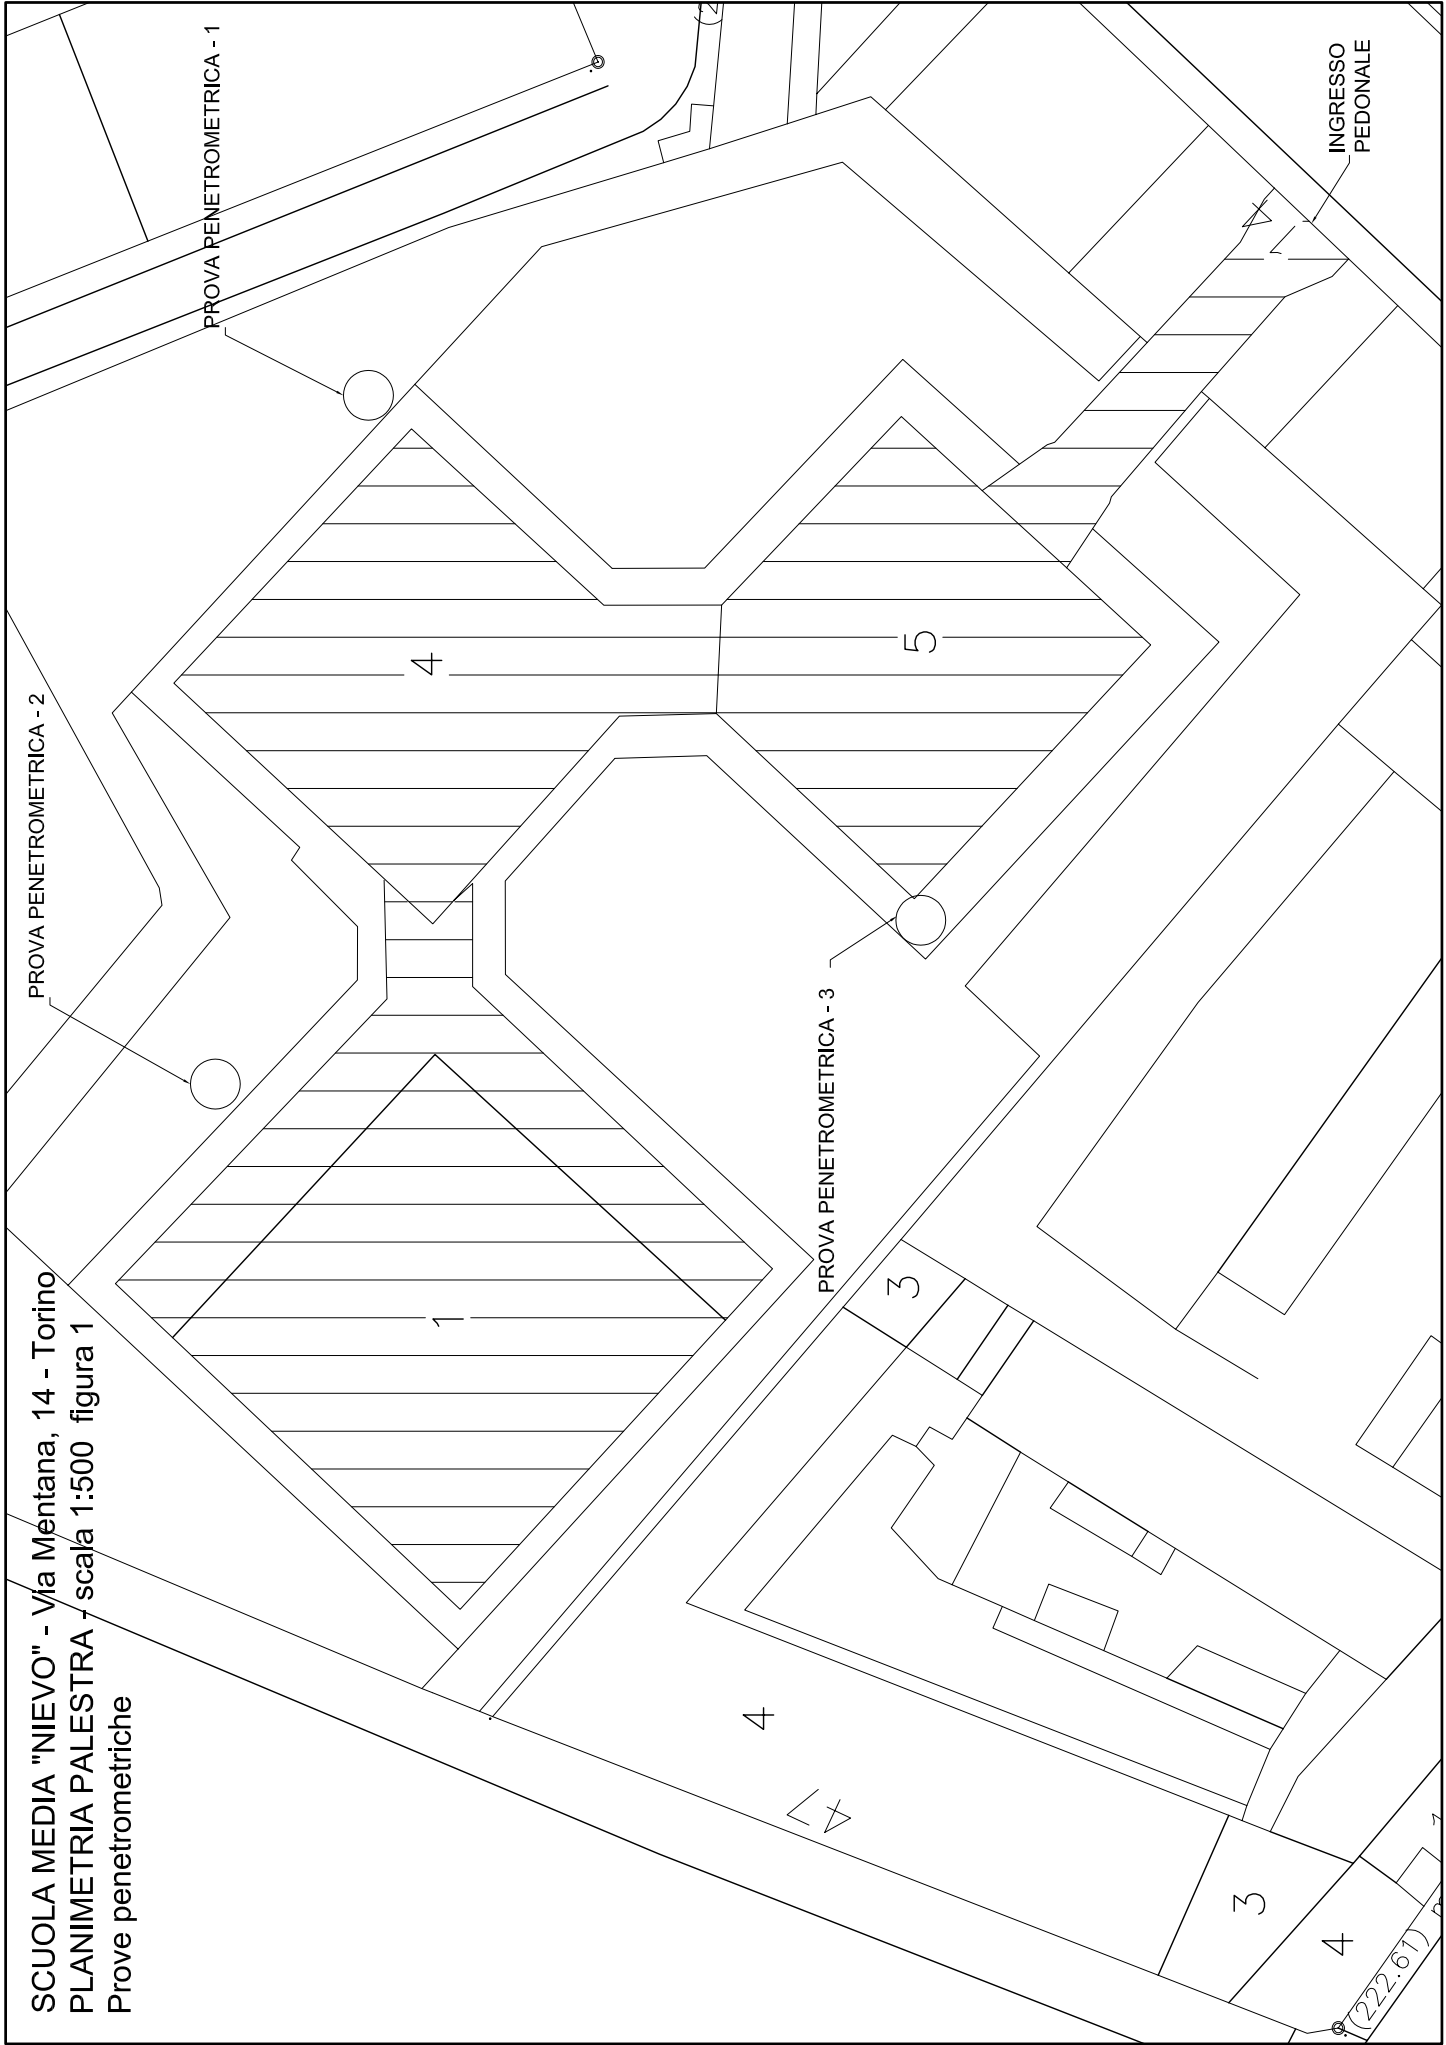 SCUOLA MEDIA "NIEVO" - Via Mentana, 14 - Torino
PLANIMETRIA PALESTRA - scala 1:500 figura 1
Prove penetrometriche
PROVA PENETROMETRICA - 2
PROVA PENETROMETRICA - 1
1
4
5
PROVA PENETROMETRICA - 3
3
4
3
4
(222.61)
INGRESSO
PEDONALE